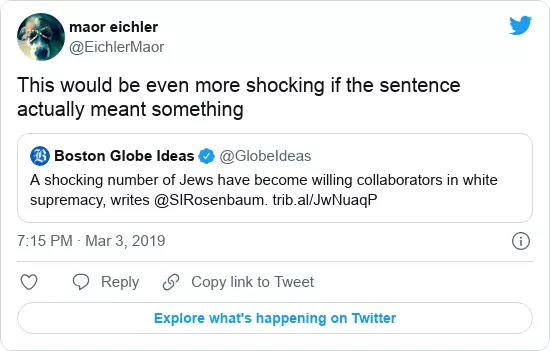 maor eichler
@EichlerMaor
This would be even more shocking if the sentence
actually meant something
Boston Globe Ideas @GlobeIdeas
A shocking number of Jews have become willing collaborators in white
supremacy, writes @SIRosenbaum. trib.al/JwNuaqP
7:15 PM · Mar 3, 2019
Reply Copy link to Tweet
Explore what's happening on Twitter